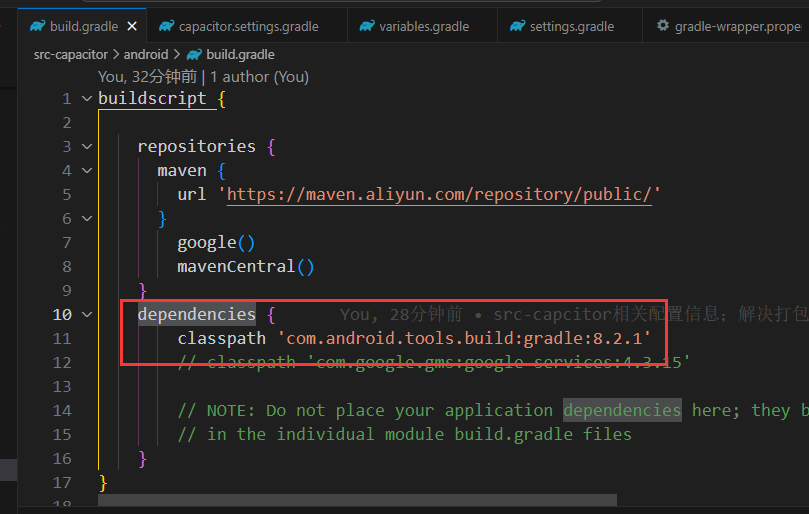 build.gradle capacitor.settings.gradle variables.gradle settings.gradle gradle-wrapper.prope
src-capacitor > android > build.gradle
You, 32分钟前 | 1 author (You)
1 buildscript {
2
3 repositories {
4 maven {
5 url 'https://maven.aliyun.com/repository/public/'
6 }
7 google()
8 mavenCentral()
9 }
10 dependencies { You, 28分钟前 • src-capcitor相关配置信息；解决打包
11 classpath 'com.android.tools.build:gradle:8.2.1'
12 // classpath 'com.google.gms:google-services:4.3.15'
13
14 // NOTE: Do not place your application dependencies here; they b
15 // in the individual module build.gradle files
16 }
17 }
18